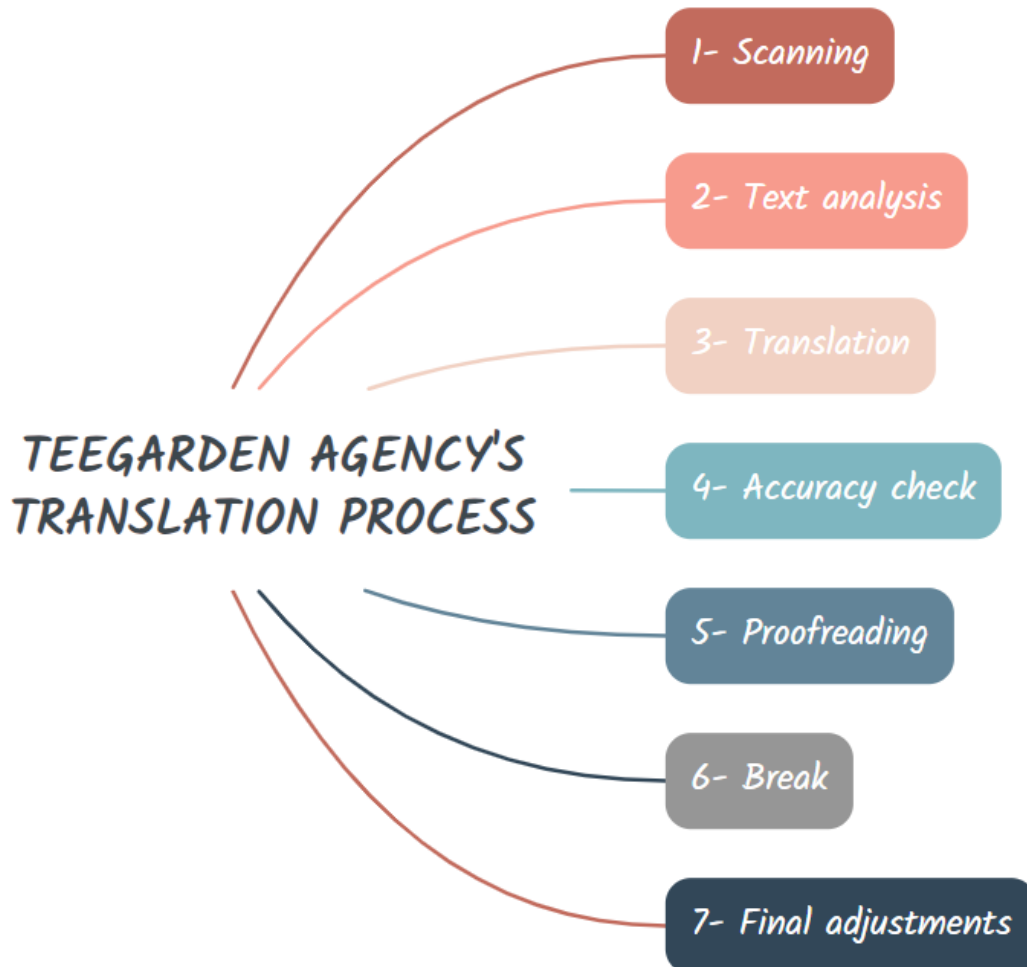 TEEGARDEN AGENCY'S
TRANSLATION PROCESS
1- Scanning
2- Text analysis
3- Translation
4- Accuracy check
5- Proofreading
6- Break
7- Final adjustments